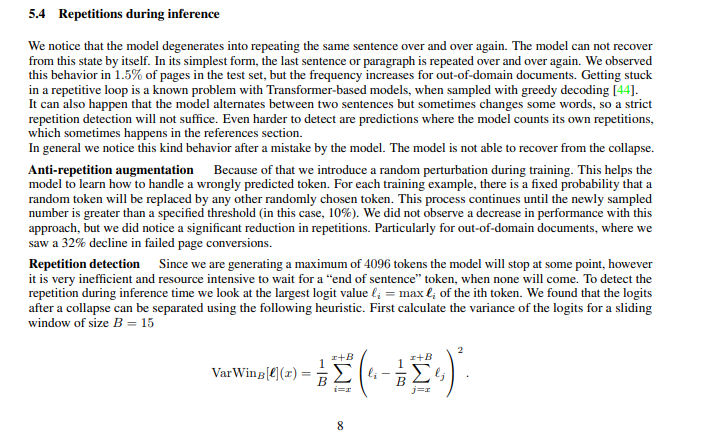 5.4 Repetitions during inference
We notice that the model degenerates into repeating the same sentence over and over again. The model can not recover
from this state by itself. In its simplest form, the last sentence or paragraph is repeated over and over again. We observed
this behavior in 1.5% of pages in the test set, but the frequency increases for out-of-domain documents. Getting stuck
in a repetitive loop is a known problem with Transformer-based models, when sampled with greedy decoding [44].
It can also happen that the model alternates between two sentences but sometimes changes some words, so a strict
repetition detection will not suffice. Even harder to detect are predictions where the model counts its own repetitions,
which sometimes happens in the references section.
In general we notice this kind behavior after a mistake by the model. The model is not able to recover from the collapse.
Anti-repetition augmentation Because of that we introduce a random perturbation during training. This helps the
model to learn how to handle a wrongly predicted token. For each training example, there is a fixed probability that a
random token will be replaced by any other randomly chosen token. This process continues until the newly sampled
number is greater than a specified threshold (in this case, 10%). We did not observe a decrease in performance with this
approach, but we did notice a significant reduction in repetitions. Particularly for out-of-domain documents, where we
saw a 32% decline in failed page conversions.
Repetition detection Since we are generating a maximum of 4096 tokens the model will stop at some point, however
it is very inefficient and resource intensive to wait for a “end of sentence” token, when none will come. To detect the
repetition during inference time we look at the largest logit value ℓᵢ = max ℓᵢ of the ith token. We found that the logits
after a collapse can be separated using the following heuristic. First calculate the variance of the logits for a sliding
window of size B = 15
VarWin_B[ℓ](x) = 1/B ∑_{i=x}^{x+B} (ℓᵢ − 1/B ∑_{j=x}^{x+B} ℓⱼ)².
8